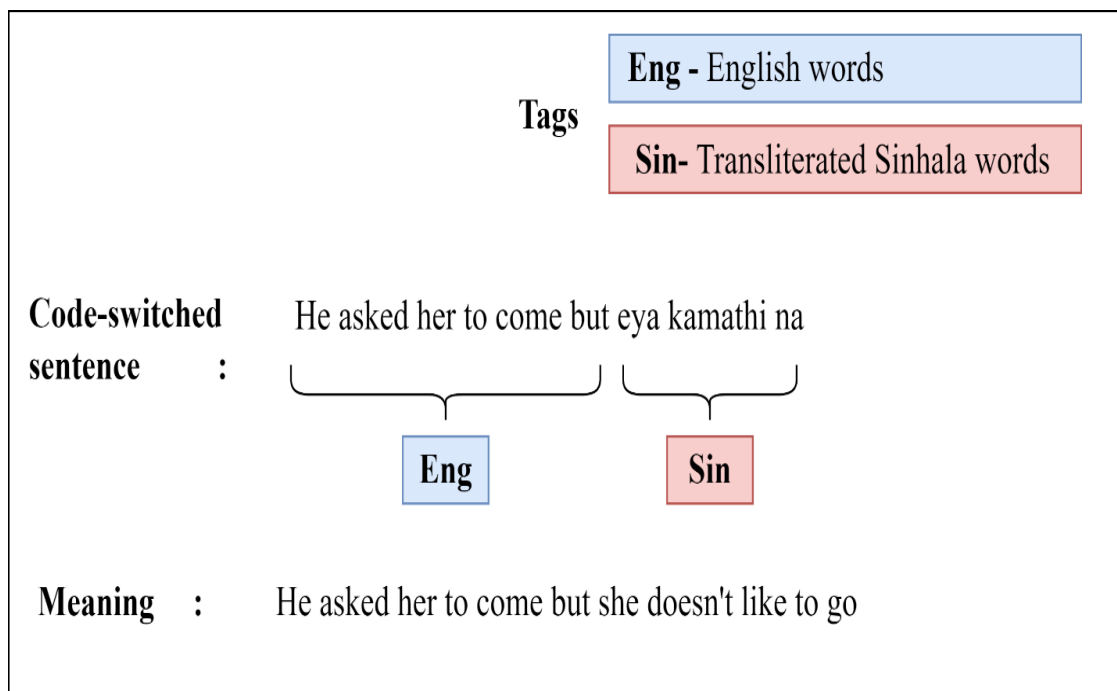 Eng - English words
Tags
Sin- Transliterated Sinhala words
Code-switched He asked her to come but eya kamathi na
sentence :
Eng Sin
Meaning : He asked her to come but she doesn't like to go